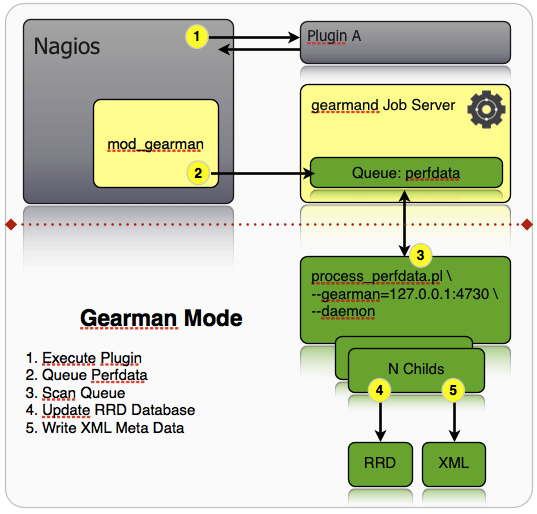 Nagios
1
Plugin A
gearmand Job Server
mod_gearman
2
Queue: perfdata
3
process_perfdata.pl \
--gearman=127.0.0.1:4730 \
--daemon
Gearman Mode
N Childs
1. Execute Plugin
2. Queue Perfdata
3. Scan Queue
4. Update RRD Database
5. Write XML Meta Data
4
5
RRD
XML